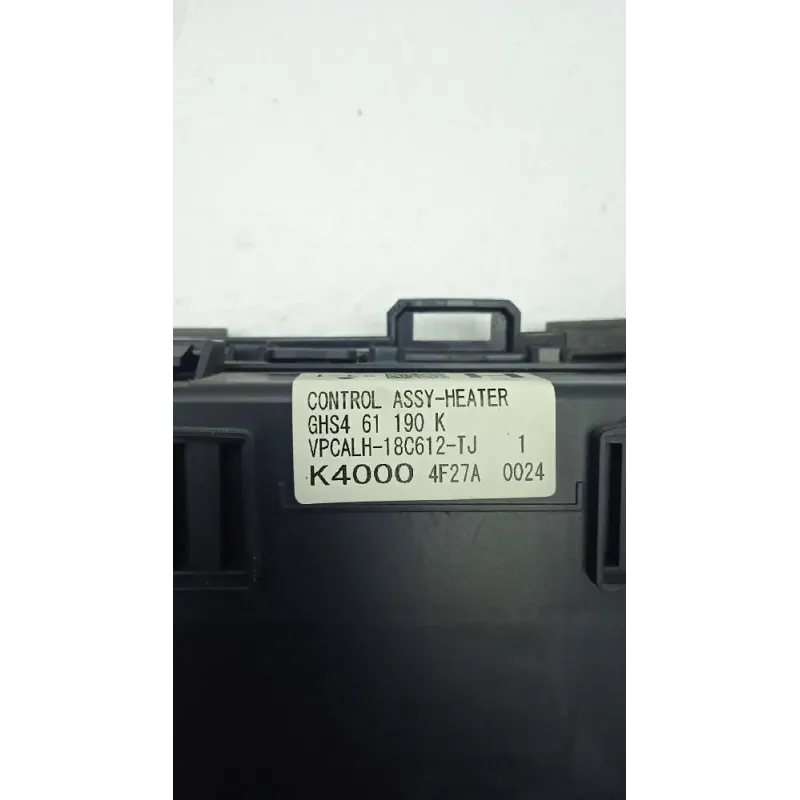 CONTROL ASSY-HEATER
GHS4 61 190 K
VPCALH-18C612-TJ 1
K4000 4F27A 0024